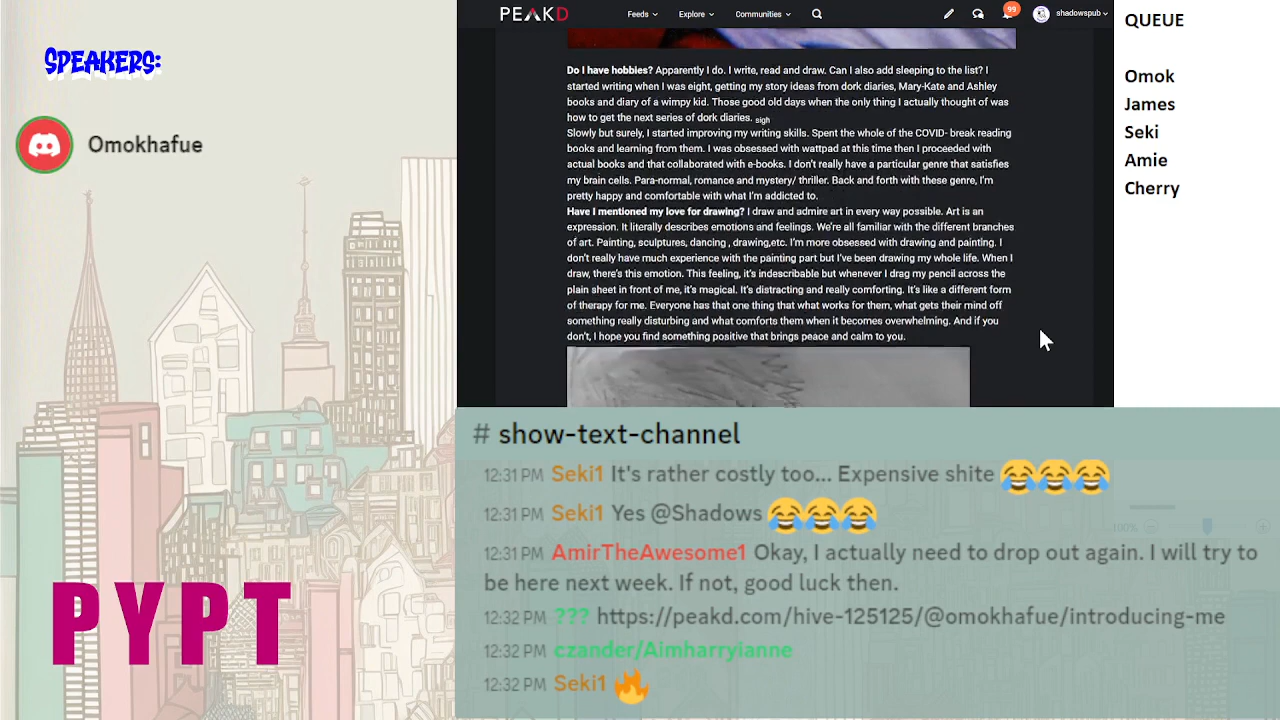 SPEAKERS:
Omokhafue
PYPT
PEAKD
Feeds
Explore
Communities
99
shadowspub
Do I have hobbies? Apparently I do. I write, read and draw. Can I also add sleeping to the list? I
started writing when I was eight, getting my story ideas from dork diaries, Mary-Kate and Ashley
books and diary of a wimpy kid. Those good old days when the only thing I actually thought of was
how to get the next series of dork diaries. sigh
Slowly but surely, I started improving my writing skills. Spent the whole of the COVID- break reading
books and learning from them. I was obsessed with wattpad at this time then I proceeded with
actual books and that collaborated with e-books. I don't really have a particular genre that satisfies
my brain cells. Para-normal, romance and mystery/ thriller. Back and forth with these genre, I'm
pretty happy and comfortable with what I'm addicted to.
Have I mentioned my love for drawing? I draw and admire art in every way possible. Art is an
expression. It literally describes emotions and feelings. We're all familiar with the different branches
of art. Painting, sculptures, dancing , drawing,etc. I'm more obsessed with drawing and painting. I
don't really have much experience with the painting part but I've been drawing my whole life. When I
draw, there's this emotion. This feeling, it's indescribable but whenever I drag my pencil across the
plain sheet in front of me, it's magical. It's distracting and really comforting. It's like a different form
of therapy for me. Everyone has that one thing that what works for them, what gets their mind off
something really disturbing and what comforts them when it becomes overwhelming. And if you
don't, I hope you find something positive that brings peace and calm to you.
QUEUE
Omok
James
Seki
Amie
Cherry
# show-text-channel
12:31 PM Seki1 It's rather costly too... Expensive shite 😂😂😂
12:31 PM Seki1 Yes @Shadows 😂😂😂
12:31 PM AmirTheAwesome1 Okay, I actually need to drop out again. I will try to
be here next week. If not, good luck then.
12:32 PM ??? https://peakd.com/hive-125125/@omokhafue/introducing-me
12:32 PM czander/Aimharryianne
12:32 PM Seki1 🔥
100%